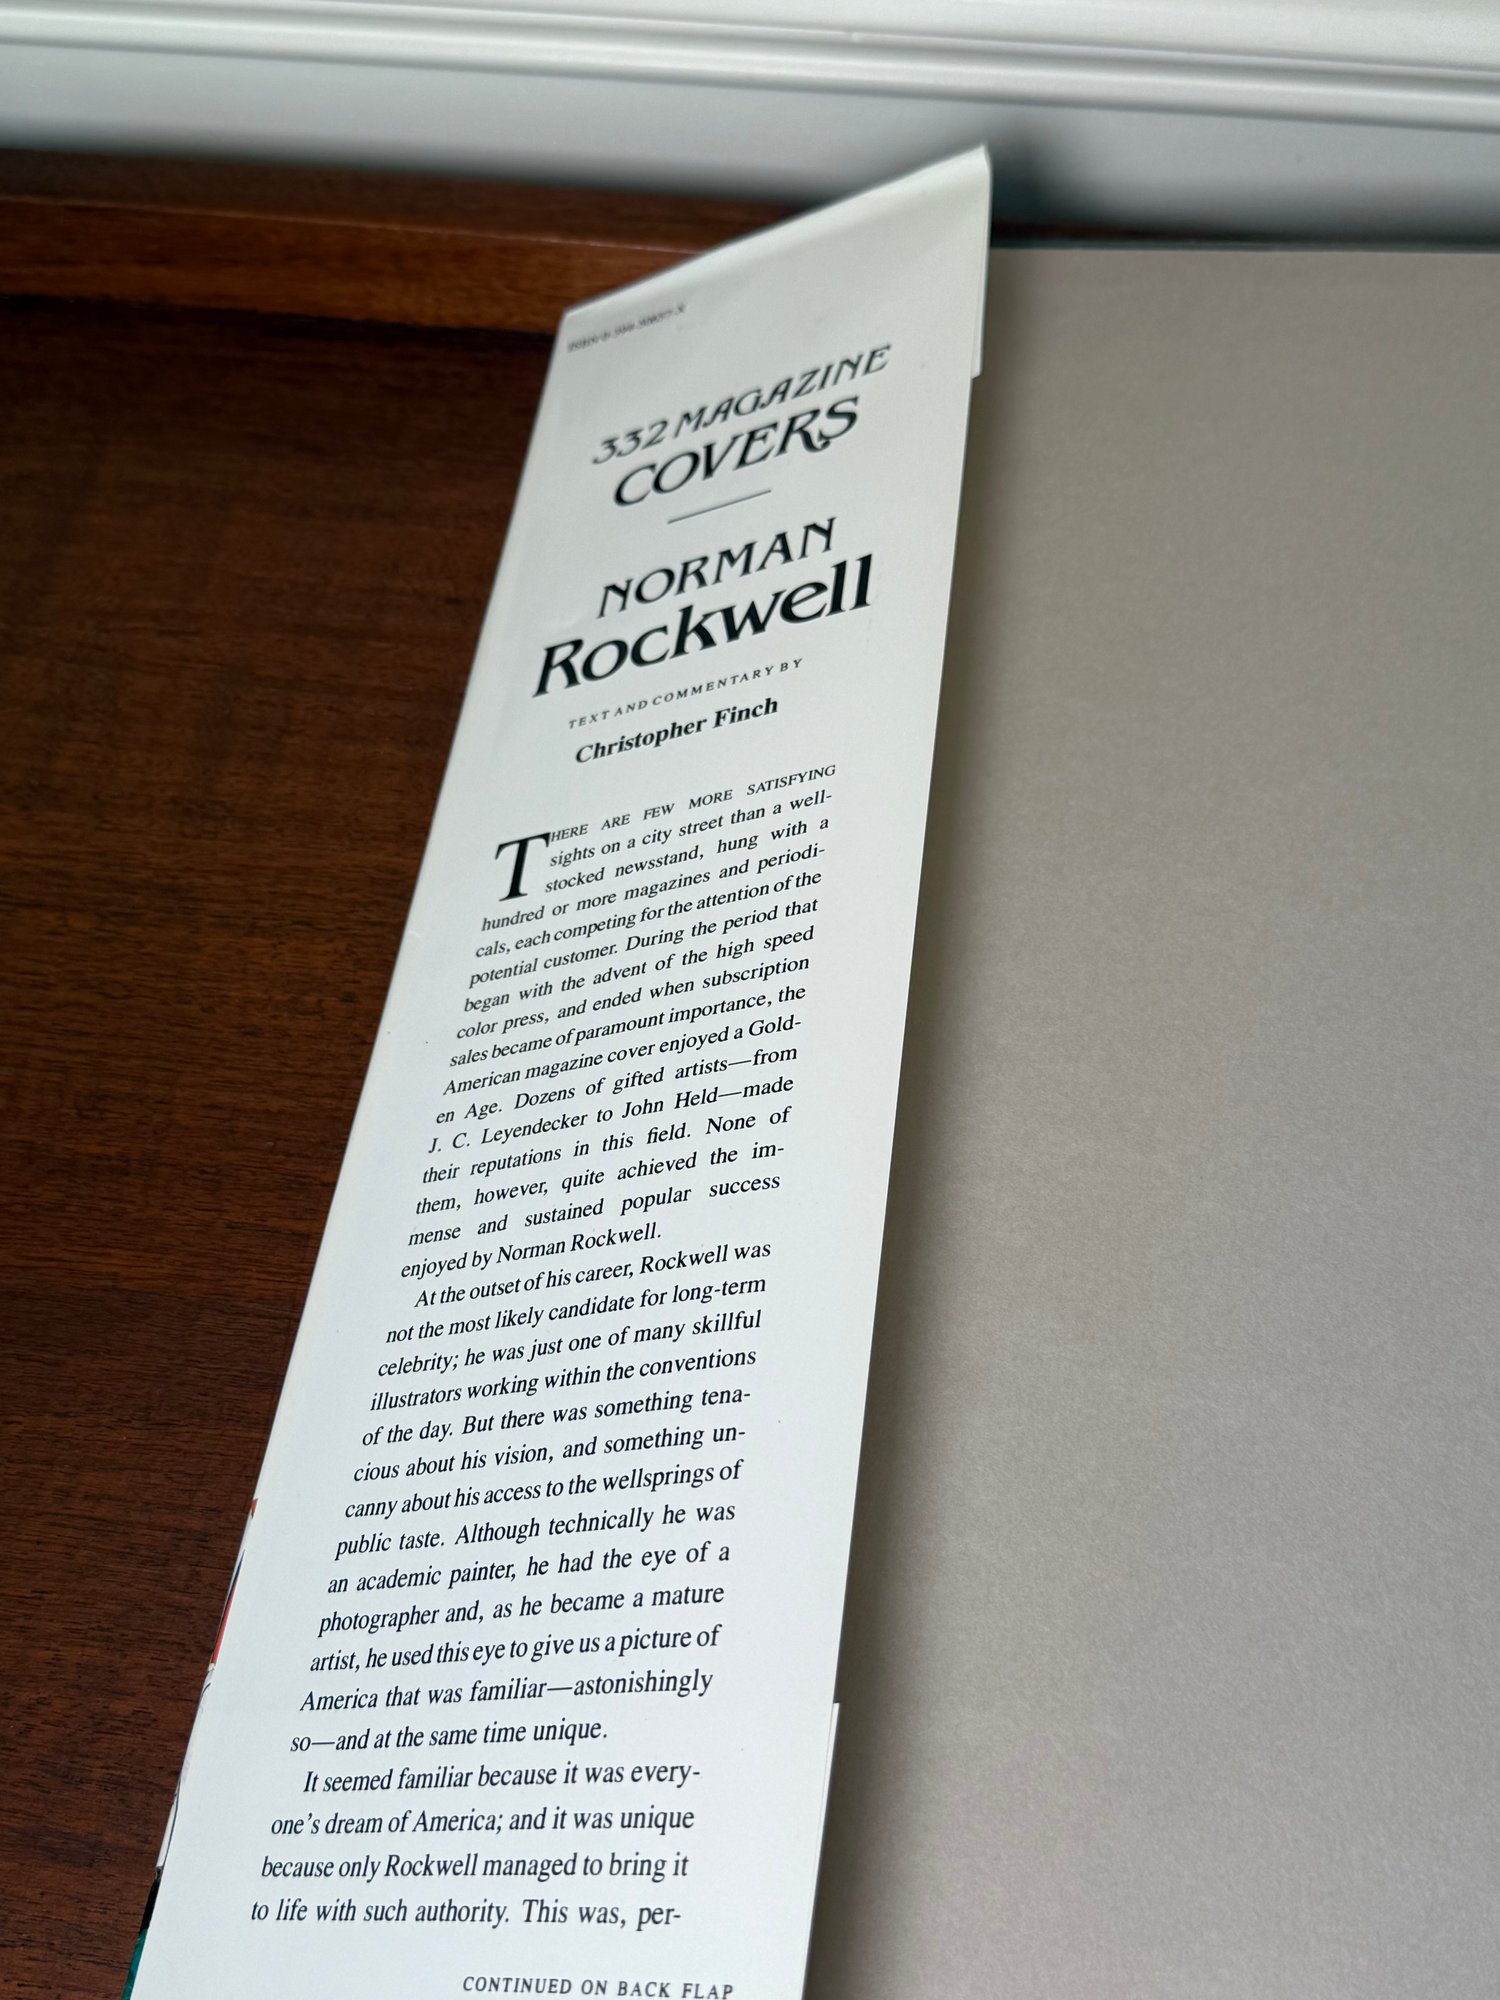 332 MAGAZINE
COVERS
NORMAN
Rockwell
TEXT AND COMMENTARY BY
Christopher Finch
THERE ARE FEW MORE SATISFYING
sights on a city street than a well-
stocked newsstand, hung with a
hundred or more magazines and periodi-
cals, each competing for the attention of the
potential customer. During the period that
began with the advent of the high speed
color press, and ended when subscription
sales became of paramount importance, the
American magazine cover enjoyed a Gold-
en Age. Dozens of gifted artists—from
J. C. Leyendecker to John Held—made
their reputations in this field. None of
them, however, quite achieved the im-
mense and sustained popular success
enjoyed by Norman Rockwell.
At the outset of his career, Rockwell was
not the most likely candidate for long-term
celebrity; he was just one of many skillful
illustrators working within the conventions
of the day. But there was something tena-
cious about his vision, and something un-
canny about his access to the wellsprings of
public taste. Although technically he was
an academic painter, he had the eye of a
photographer and, as he became a mature
artist, he used this eye to give us a picture of
America that was familiar—astonishingly
so—and at the same time unique.
It seemed familiar because it was every-
one's dream of America; and it was unique
because only Rockwell managed to bring it
to life with such authority. This was, per-
CONTINUED ON BACK FLAP